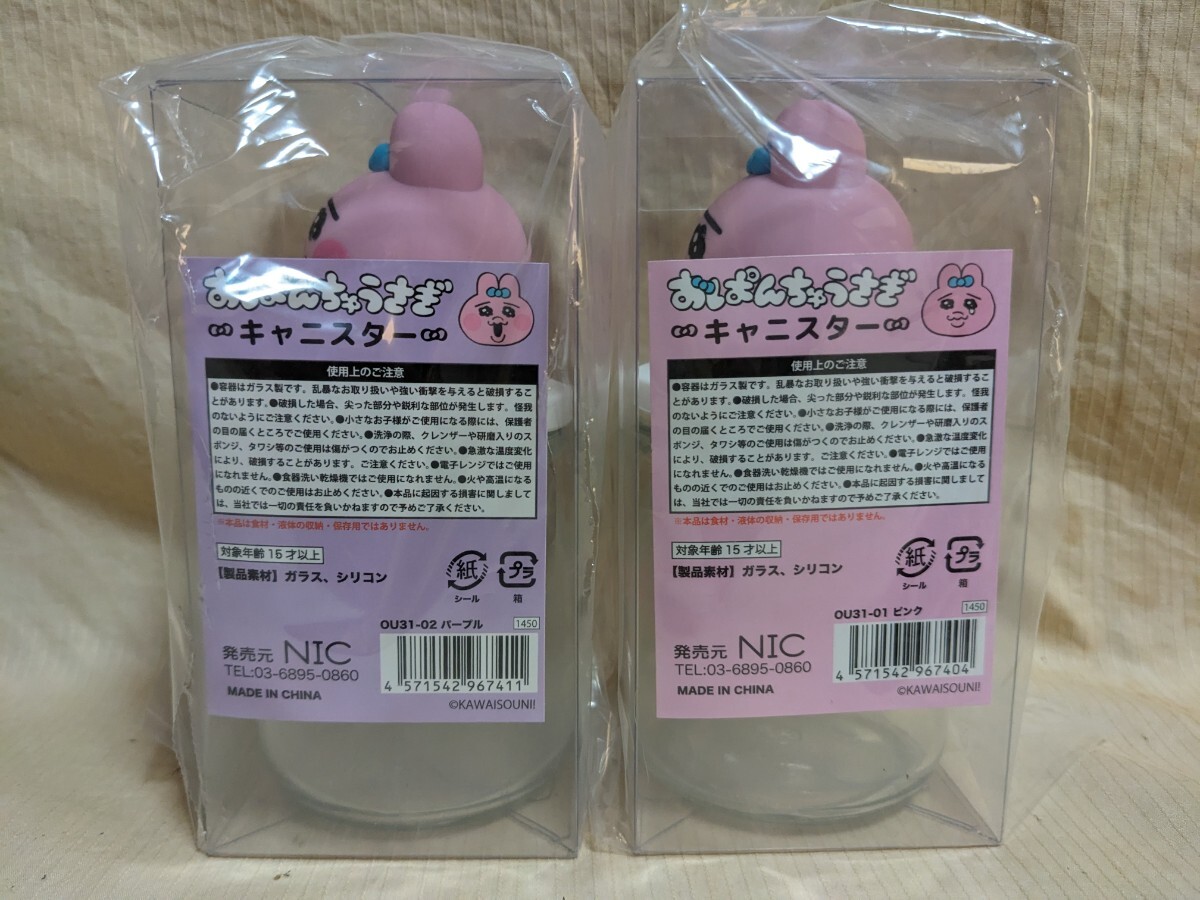 おぱんちゅうさぎ
キャニスター
使用上のご注意
●容器はガラス製です。乱暴なお取り扱いや強い衝撃を与えると破損するこ
とがあります。●破損した場合、尖った部分や鋭利な部位が発生します。怪我
のないようにご注意ください。●小さなお子様がご使用になる際には、保護者
の目の届くところでご使用ください。●洗浄の際、クレンザーや研磨入りのス
ポンジ、タワシ等のご使用は傷がつくのでお止めください。●急激な温度変化
により、破損することがあります。ご注意ください。●電子レンジではご使用
になれません。●食器洗い乾燥機ではご使用になれません。●火や高温になる
ものの近くでのご使用はお止めください。●本品に起因する損害に関しまして
は、当社では一切の責任を負いかねますので予めご了承ください。
※本品は食材・液体の収納・保存用ではありません。
対象年齢15才以上
【製品素材】ガラス、シリコン
紙
シール
プラ
箱
OU31-02 パープル
1450
発売元 NIC
TEL:03-6895-0860
MADE IN CHINA
4 571542 967411
©KAWAISOUNI!
おぱんちゅうさぎ
キャニスター
使用上のご注意
●容器はガラス製です。乱暴なお取り扱いや強い衝撃を与えると破損するこ
とがあります。●破損した場合、尖った部分や鋭利な部位が発生します。怪我
のないようにご注意ください。●小さなお子様がご使用になる際には、保護者
の目の届くところでご使用ください。●洗浄の際、クレンザーや研磨入りのス
ポンジ、タワシ等のご使用は傷がつくのでお止めください。●急激な温度変化
により、破損することがあります。ご注意ください。●電子レンジではご使用
になれません。●食器洗い乾燥機ではご使用になれません。●火や高温になる
ものの近くでのご使用はお止めください。●本品に起因する損害に関しまして
は、当社では一切の責任を負いかねますので予めご了承ください。
※本品は食材・液体の収納・保存用ではありません。
対象年齢15才以上
【製品素材】ガラス、シリコン
紙
シール
プラ
箱
OU31-01 ピンク
1450
発売元 NIC
TEL:03-6895-0860
MADE IN CHINA
4 571542 967404
©KAWAISOUNI!